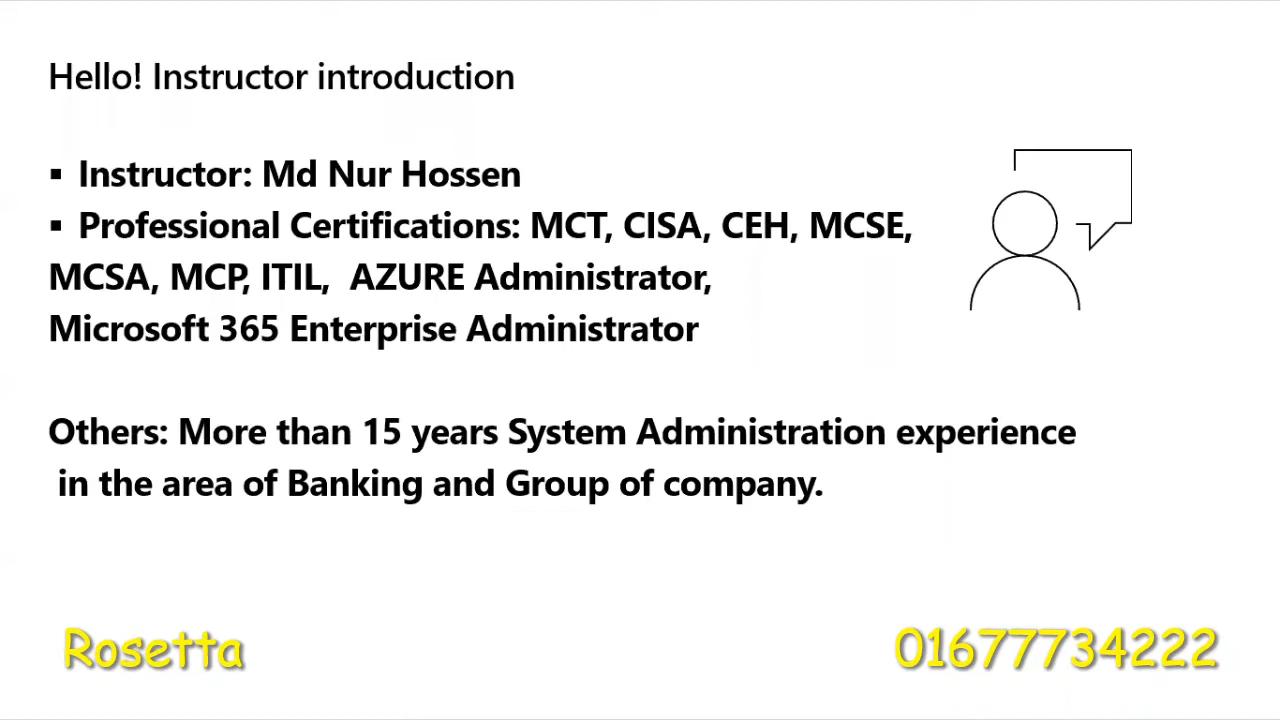 Hello! Instructor introduction
▪ Instructor: Md Nur Hossen
▪ Professional Certifications: MCT, CISA, CEH, MCSE,
MCSA, MCP, ITIL, AZURE Administrator,
Microsoft 365 Enterprise Administrator
Others: More than 15 years System Administration experience
in the area of Banking and Group of company.
Rosetta
01677734222